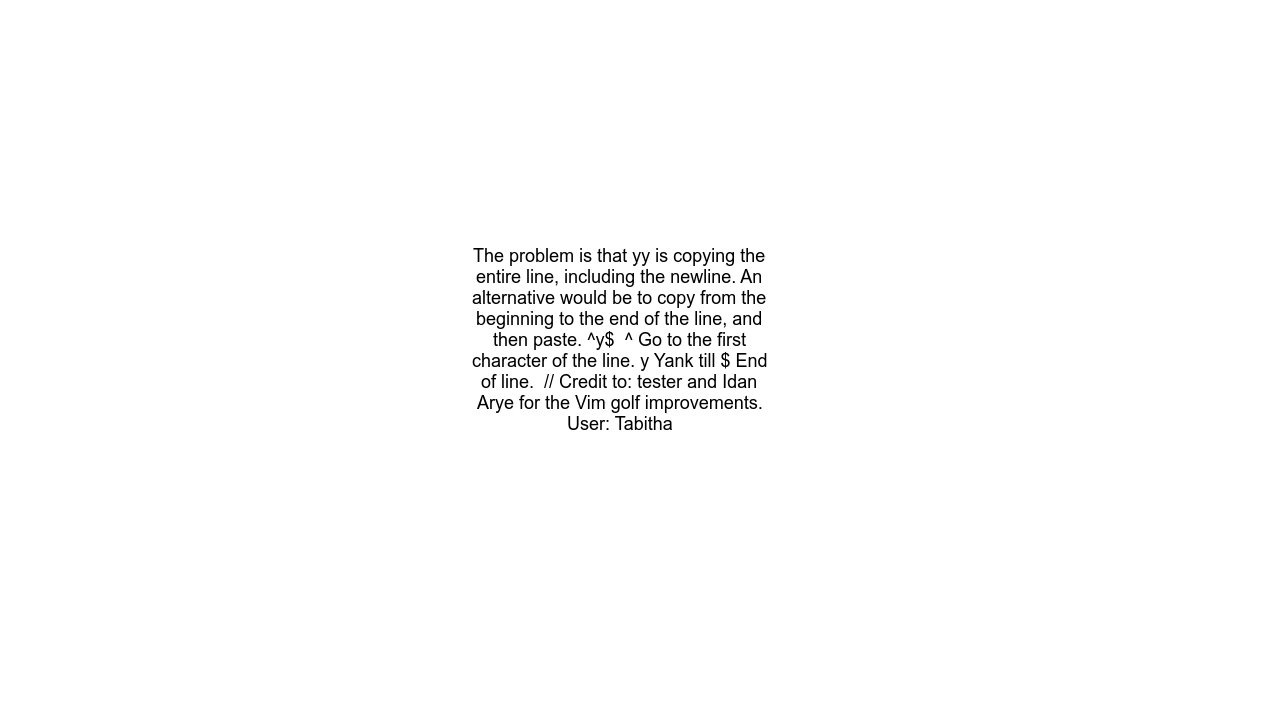 The problem is that yy is copying the
entire line, including the newline. An
alternative would be to copy from the
beginning to the end of the line, and
then paste. ^y$  ^ Go to the first
character of the line. y Yank till $ End
of line.  // Credit to: tester and Idan
Arye for the Vim golf improvements.
User: Tabitha